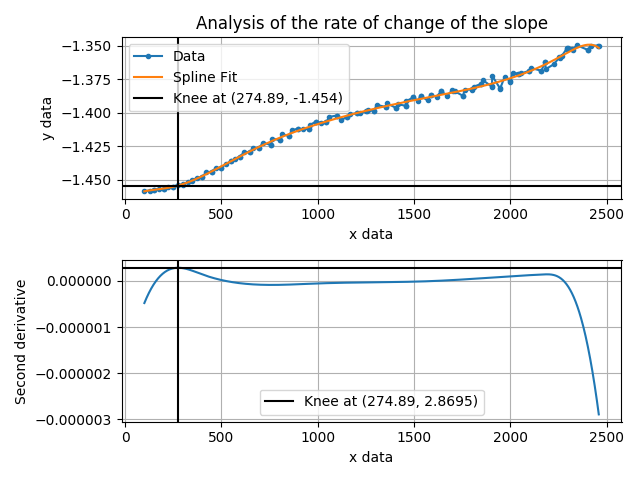 Analysis of the rate of change of the slope
−1.350
−1.375
−1.400
−1.425
−1.450
y data
Data
Spline Fit
Knee at (274.89, -1.454)
0 500 1000 1500 2000 2500
x data
0.000000
−0.000001
−0.000002
−0.000003
Second derivative
Knee at (274.89, 2.8695)
0 500 1000 1500 2000 2500
x data